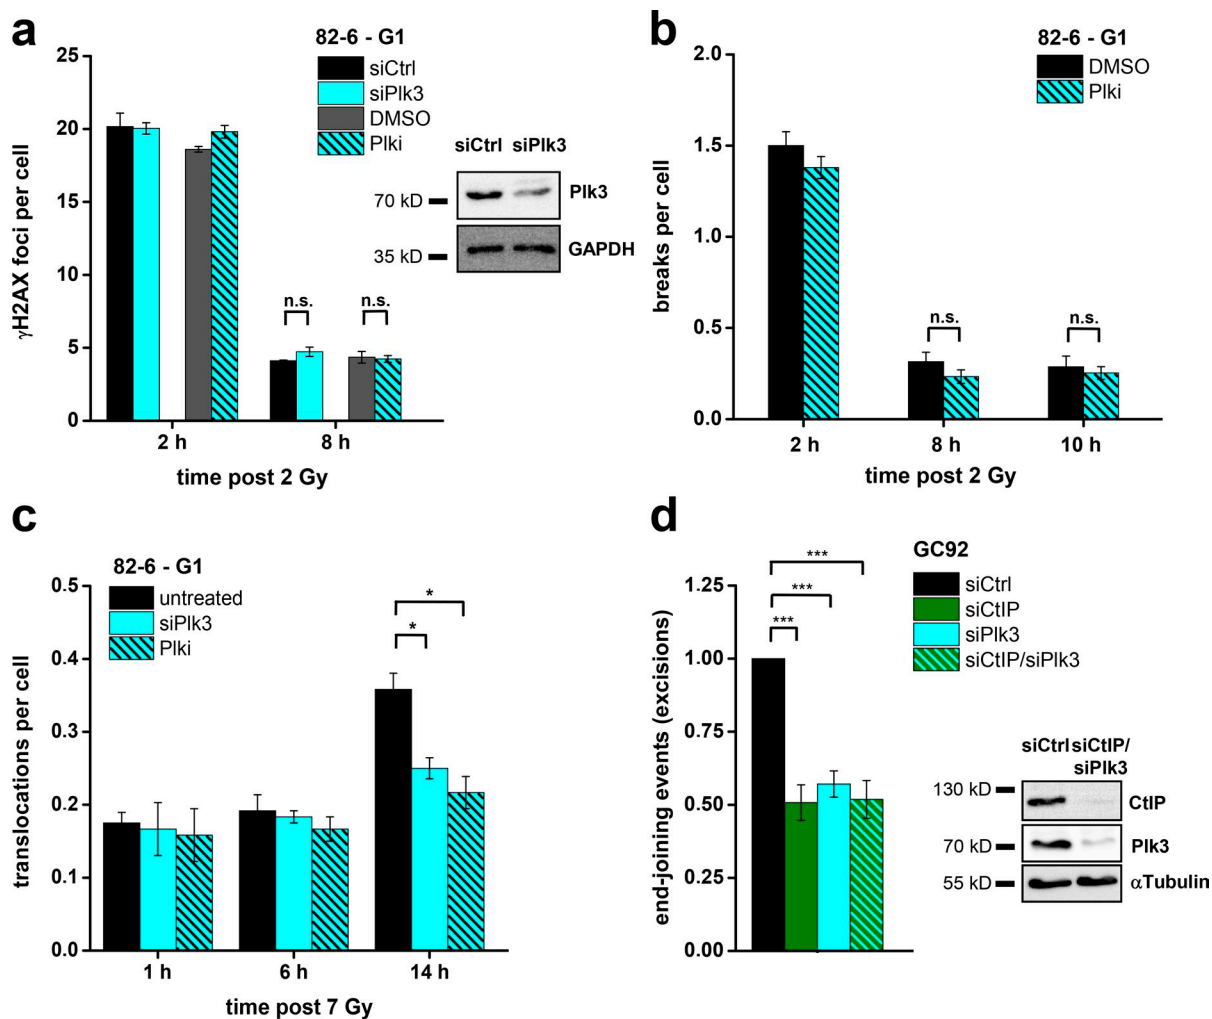 a
82-6 - G1
siCtrl
siPlk3
DMSO
Plki
γH2AX foci per cell
25
20
15
10
5
0
n.s.
n.s.
2 h
8 h
time post 2 Gy
siCtrl siPlk3
70 kD
Plk3
35 kD
GAPDH
b
82-6 - G1
DMSO
Plki
breaks per cell
2.0
1.5
1.0
0.5
0.0
n.s.
n.s.
2 h
8 h
10 h
time post 2 Gy
c
82-6 - G1
untreated
siPlk3
Plki
translocations per cell
0.5
0.4
0.3
0.2
0.1
0.0
*
*
1 h
6 h
14 h
time post 7 Gy
d
GC92
siCtrl
siCtIP
siPlk3
siCtIP/siPlk3
end-joining events (excisions)
1.25
1.00
0.75
0.50
0.25
0.00
***
***
***
siCtrl siCtIP/
siPlk3
130 kD
CtIP
70 kD
Plk3
55 kD
αTubulin